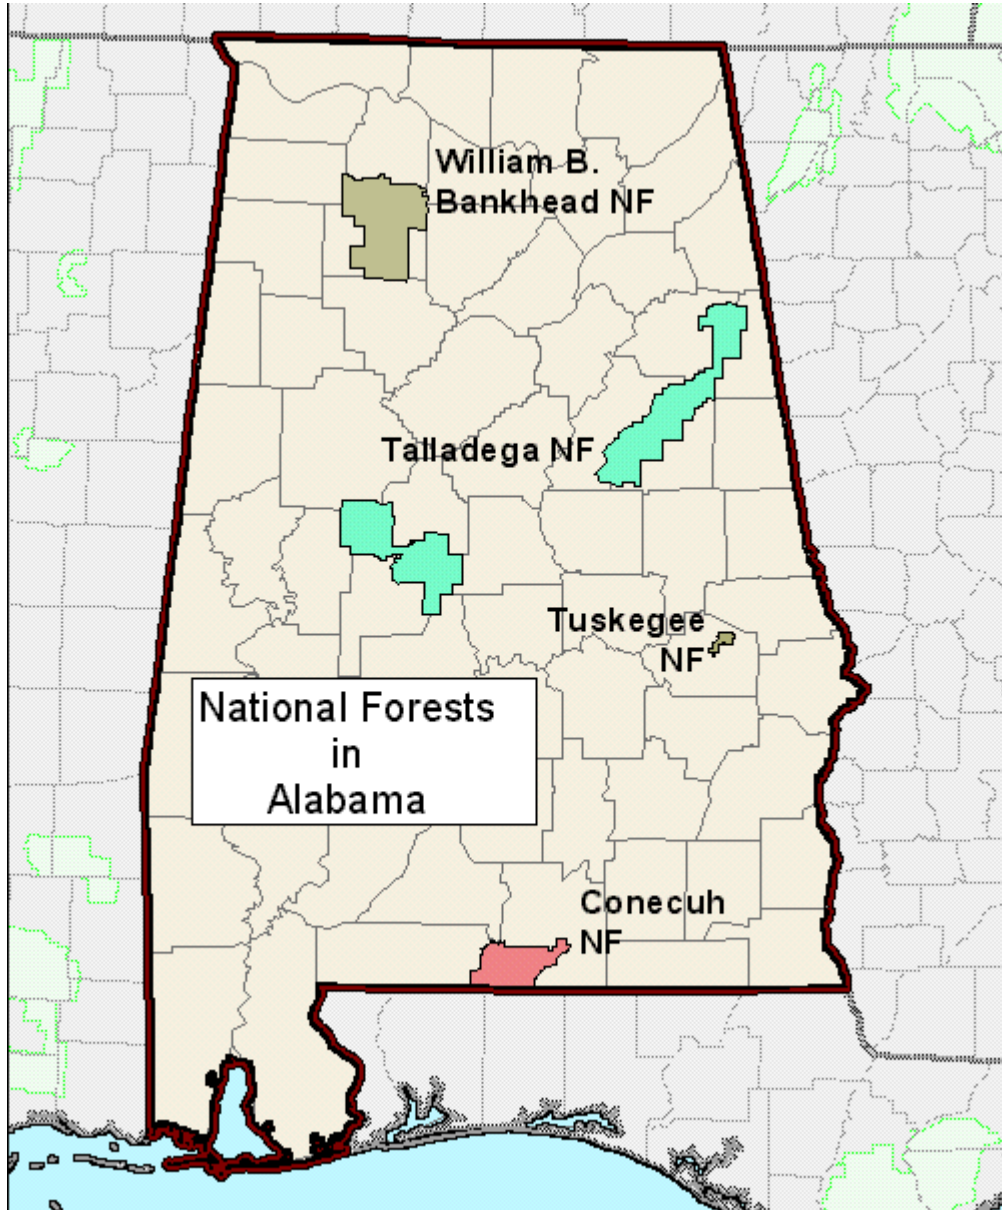 William B.
Bankhead NF
Talladega NF
Tuskegee
NF
National Forests
in
Alabama
Conecuh
NF